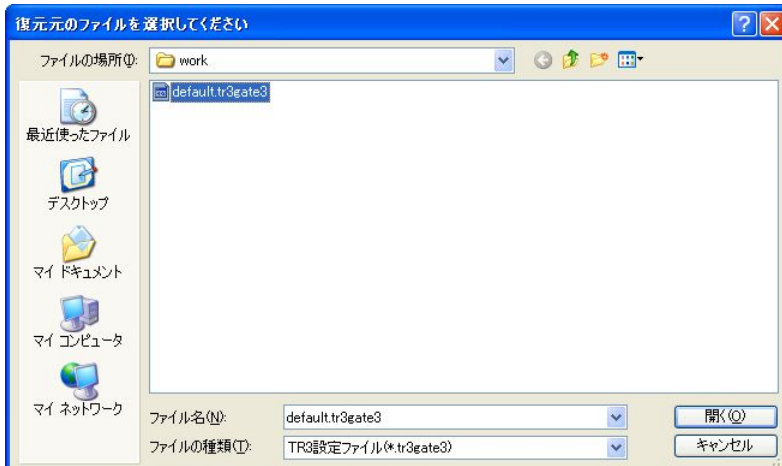 復元元のファイルを選択してください
ファイルの場所(I):
work
default.tr3gate3
最近使ったファイル
デスクトップ
マイ ドキュメント
マイ コンピュータ
マイ ネットワーク
ファイル名(N):
default.tr3gate3
開く(O)
ファイルの種類(T):
TR3設定ファイル(*.tr3gate3)
キャンセル